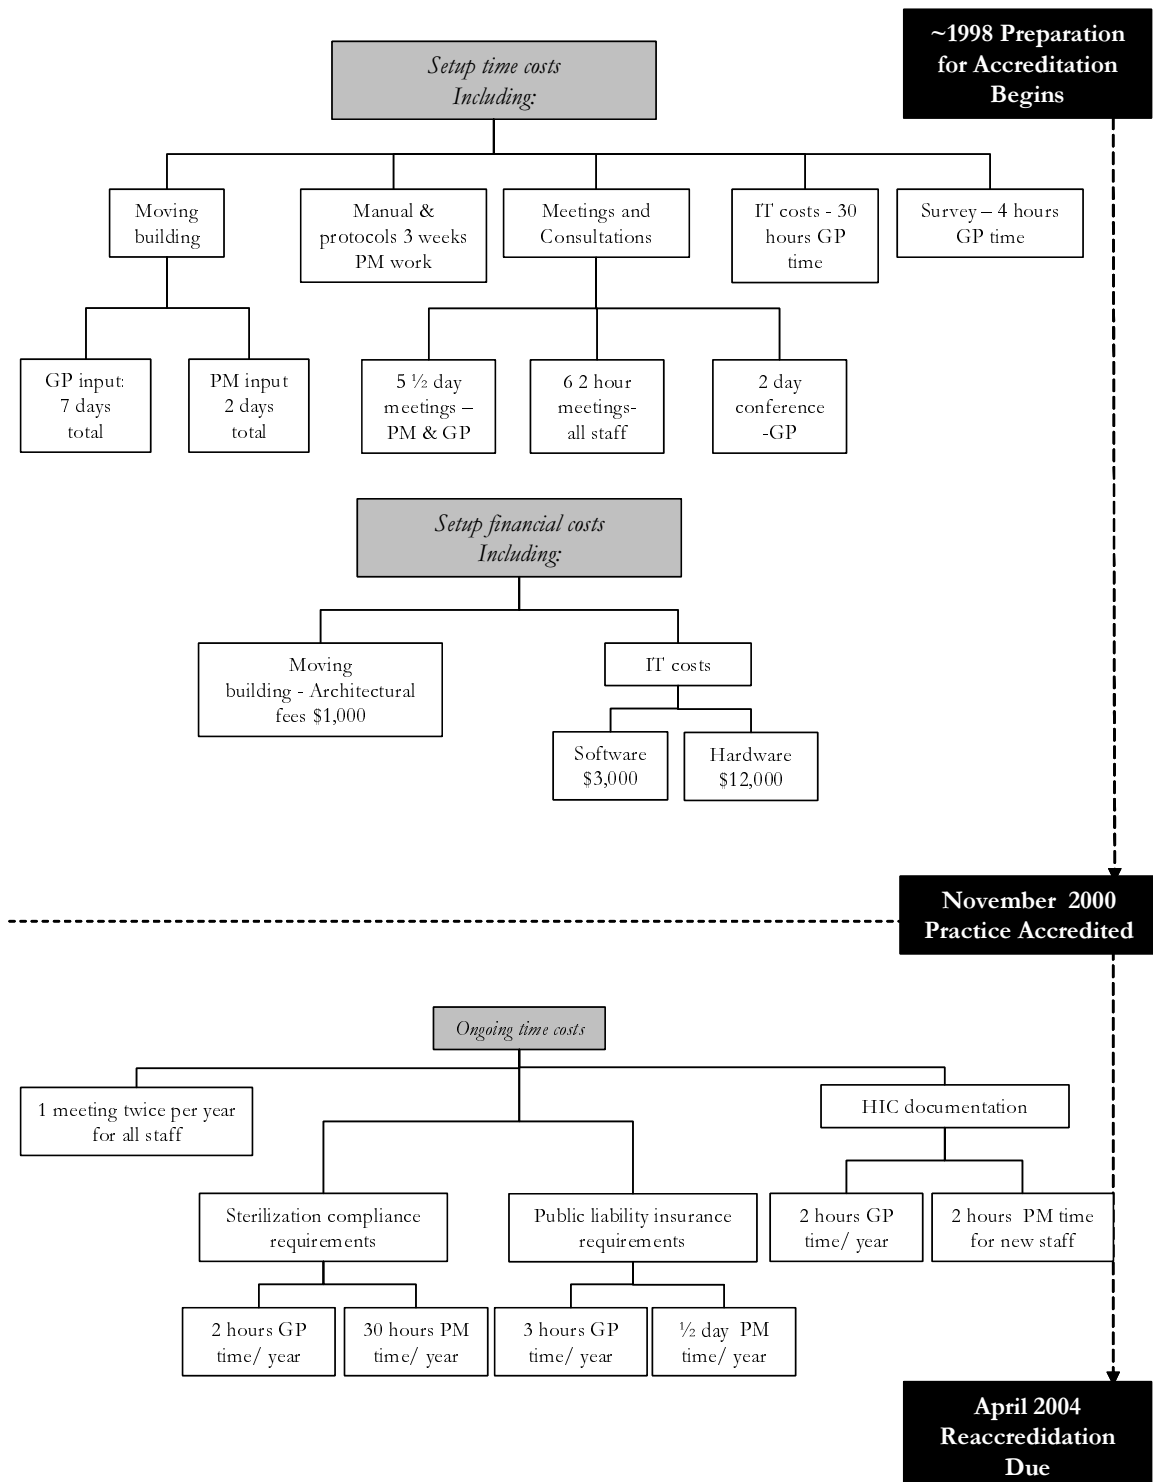 ~1998 Preparation
for Accreditation
Begins
Setup time costs
Including:
Moving
building
Manual &
protocols 3 weeks
PM work
Meetings and
Consultations
IT costs - 30
hours GP
time
Survey – 4 hours
GP time
GP input:
7 days
total
PM input
2 days
total
5 ½ day
meetings –
PM & GP
6 2 hour
meetings-
all staff
2 day
conference
-GP
Setup financial costs
Including:
Moving
building - Architectural
fees $1,000
IT costs
Software
$3,000
Hardware
$12,000
November 2000
Practice Accredited
Ongoing time costs
1 meeting twice per year
for all staff
HIC documentation
Sterilization compliance
requirements
Public liability insurance
requirements
2 hours GP
time/ year
2 hours PM time
for new staff
2 hours GP
time/ year
30 hours PM
time/ year
3 hours GP
time/ year
½ day PM
time/ year
April 2004
Reaccredidation
Due